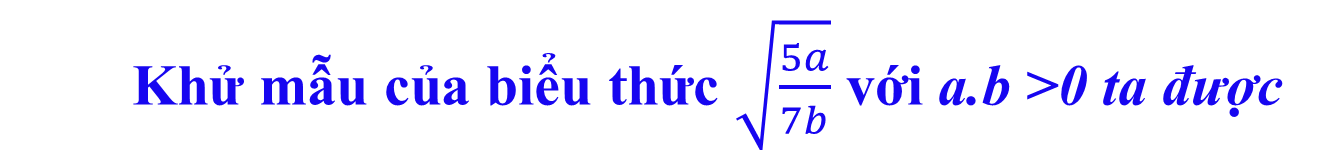 Khử mẫu của biểu thức √(5a/7b) với a.b >0 ta được